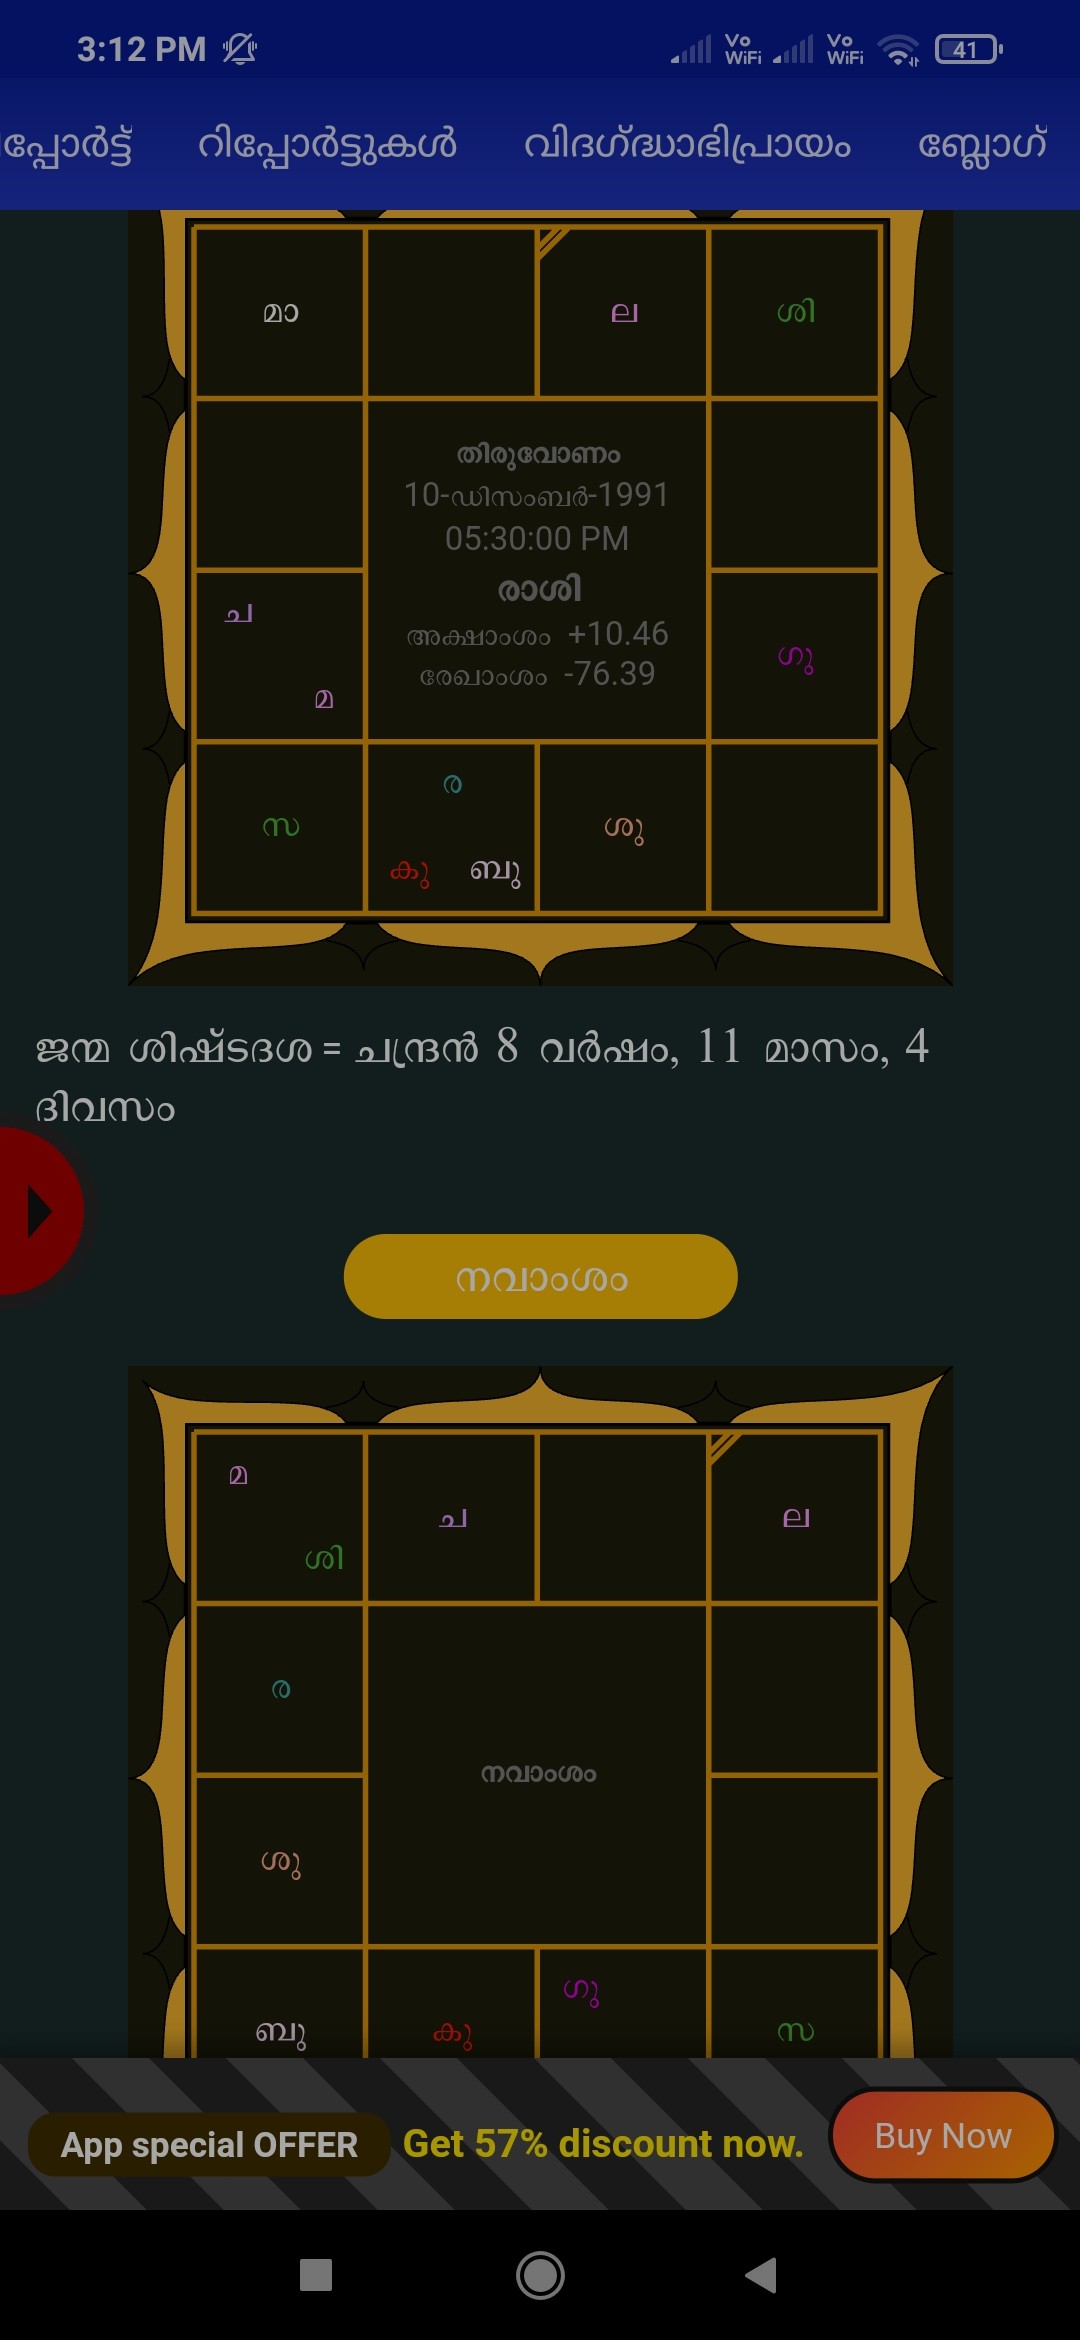 3:12 PM Vo WiFi Vo WiFi 41
പ്പോർട്ട് റിപ്പോർട്ടുകൾ വിദഗ്ദ്ധാഭിപ്രായം ബ്ലോഗ്
മാ ല ശി
തിരുവോണം
10-ഡിസംബർ-1991
05:30:00 PM
രാശി
ച
അക്ഷാംശം +10.46
ഗു
രേഖാംശം -76.39
മ
ര
സ ശു
കു ബു
ജന്മ ശിഷ്ടദശ = ചന്ദ്രൻ 8 വർഷം, 11 മാസം, 4
ദിവസം
നവാംശം
മ
ച ല
ശി
ര
നവാംശം
ശു
ഗു
ബു കു സ
App special OFFER Get 57% discount now. Buy Now